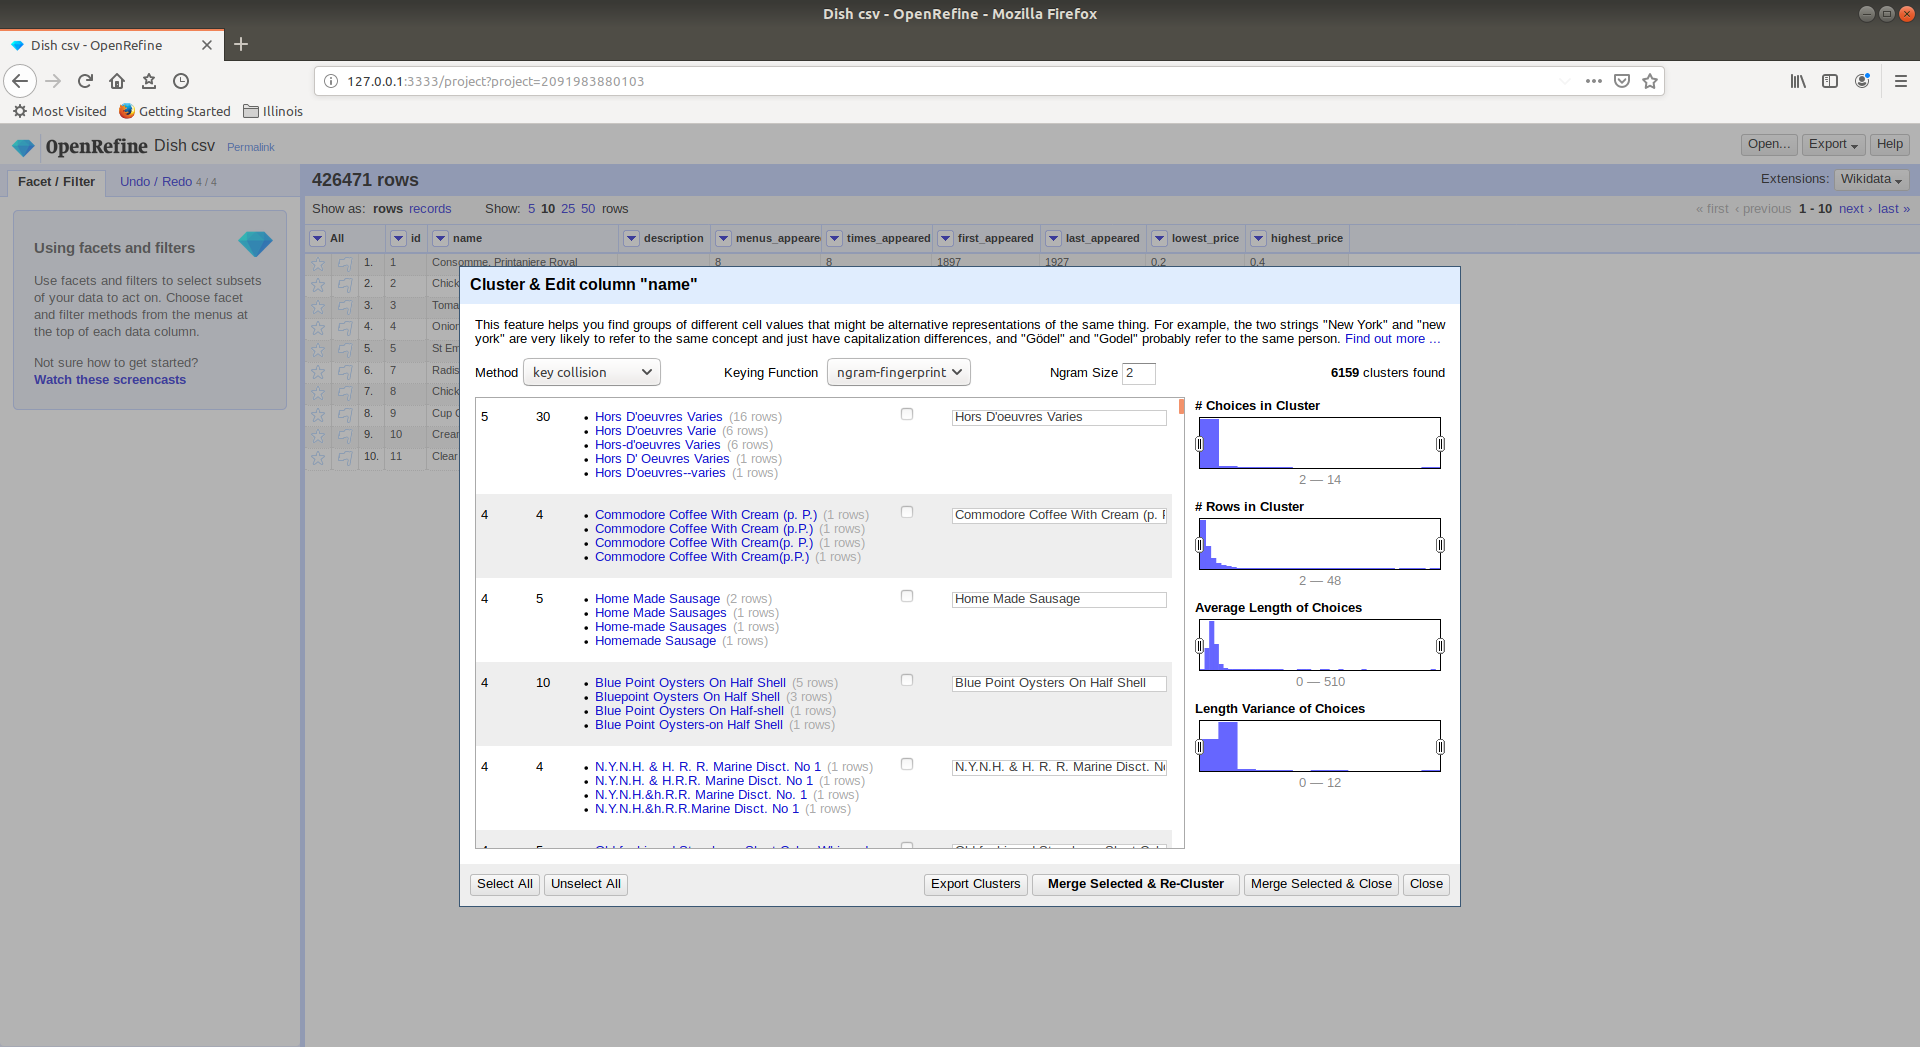 Dish csv - OpenRefine - Mozilla Firefox
Dish csv - OpenRefine
127.0.0.1:3333/project?project=2091983880103
Most Visited Getting Started Illinois
OpenRefine Dish csv Permalink Open... Export Help
Facet / Filter Undo / Redo 4 / 4
426471 rows Extensions: Wikidata
Show as: rows records Show: 5 10 25 50 rows « first ‹ previous 1 - 10 next › last »
All id name description menus_appeare times_appeared first_appeared last_appeared lowest_price highest_price
Using facets and filters
Use facets and filters to select subsets
of your data to act on. Choose facet
and filter methods from the menus at
the top of each data column.
Not sure how to get started?
Watch these screencasts
1. 1 Consomme, Printaniere Royal 8 8 1897 1927 0.2 0.4
2. 2 Chick
3. 3 Toma
4. 4 Onior
5. 5 St Em
6. 7 Radis
7. 8 Chick
8. 9 Cup
9. 10 Crear
10. 11 Clear
Cluster & Edit column "name"
This feature helps you find groups of different cell values that might be alternative representations of the same thing. For example, the two strings "New York" and "new
york" are very likely to refer to the same concept and just have capitalization differences, and "Gödel" and "Godel" probably refer to the same person. Find out more ...
Method key collision Keying Function ngram-fingerprint Ngram Size 2 6159 clusters found
5 30 • Hors D'oeuvres Varies (16 rows) Hors D'oeuvres Varies
• Hors D'oeuvres Varie (6 rows)
• Hors-d'oeuvres Varies (6 rows)
• Hors D' Oeuvres Varies (1 rows)
• Hors D'oeuvres--varies (1 rows)
4 4 • Commodore Coffee With Cream (p. P.) (1 rows) Commodore Coffee With Cream (p.
• Commodore Coffee With Cream (p.P.) (1 rows)
• Commodore Coffee With Cream(p. P.) (1 rows)
• Commodore Coffee With Cream(p.P.) (1 rows)
4 5 • Home Made Sausage (2 rows) Home Made Sausage
• Home Made Sausages (1 rows)
• Home-made Sausages (1 rows)
• Homemade Sausage (1 rows)
4 10 • Blue Point Oysters On Half Shell (5 rows) Blue Point Oysters On Half Shell
• Bluepoint Oysters On Half Shell (3 rows)
• Blue Point Oysters On Half-shell (1 rows)
• Blue Point Oysters-on Half Shell (1 rows)
4 4 • N.Y.N.H. & H. R. R. Marine Disct. No 1 (1 rows) N.Y.N.H. & H. R. R. Marine Disct. No
• N.Y.N.H. & H.R.R. Marine Disct. No 1 (1 rows)
• N.Y.N.H.&h.R.R. Marine Disct. No. 1 (1 rows)
• N.Y.N.H.&h.R.R.Marine Disct. No 1 (1 rows)
# Choices in Cluster
2 — 14
# Rows in Cluster
2 — 48
Average Length of Choices
0 — 510
Length Variance of Choices
0 — 12
Select All Unselect All Export Clusters Merge Selected & Re-Cluster Merge Selected & Close Close